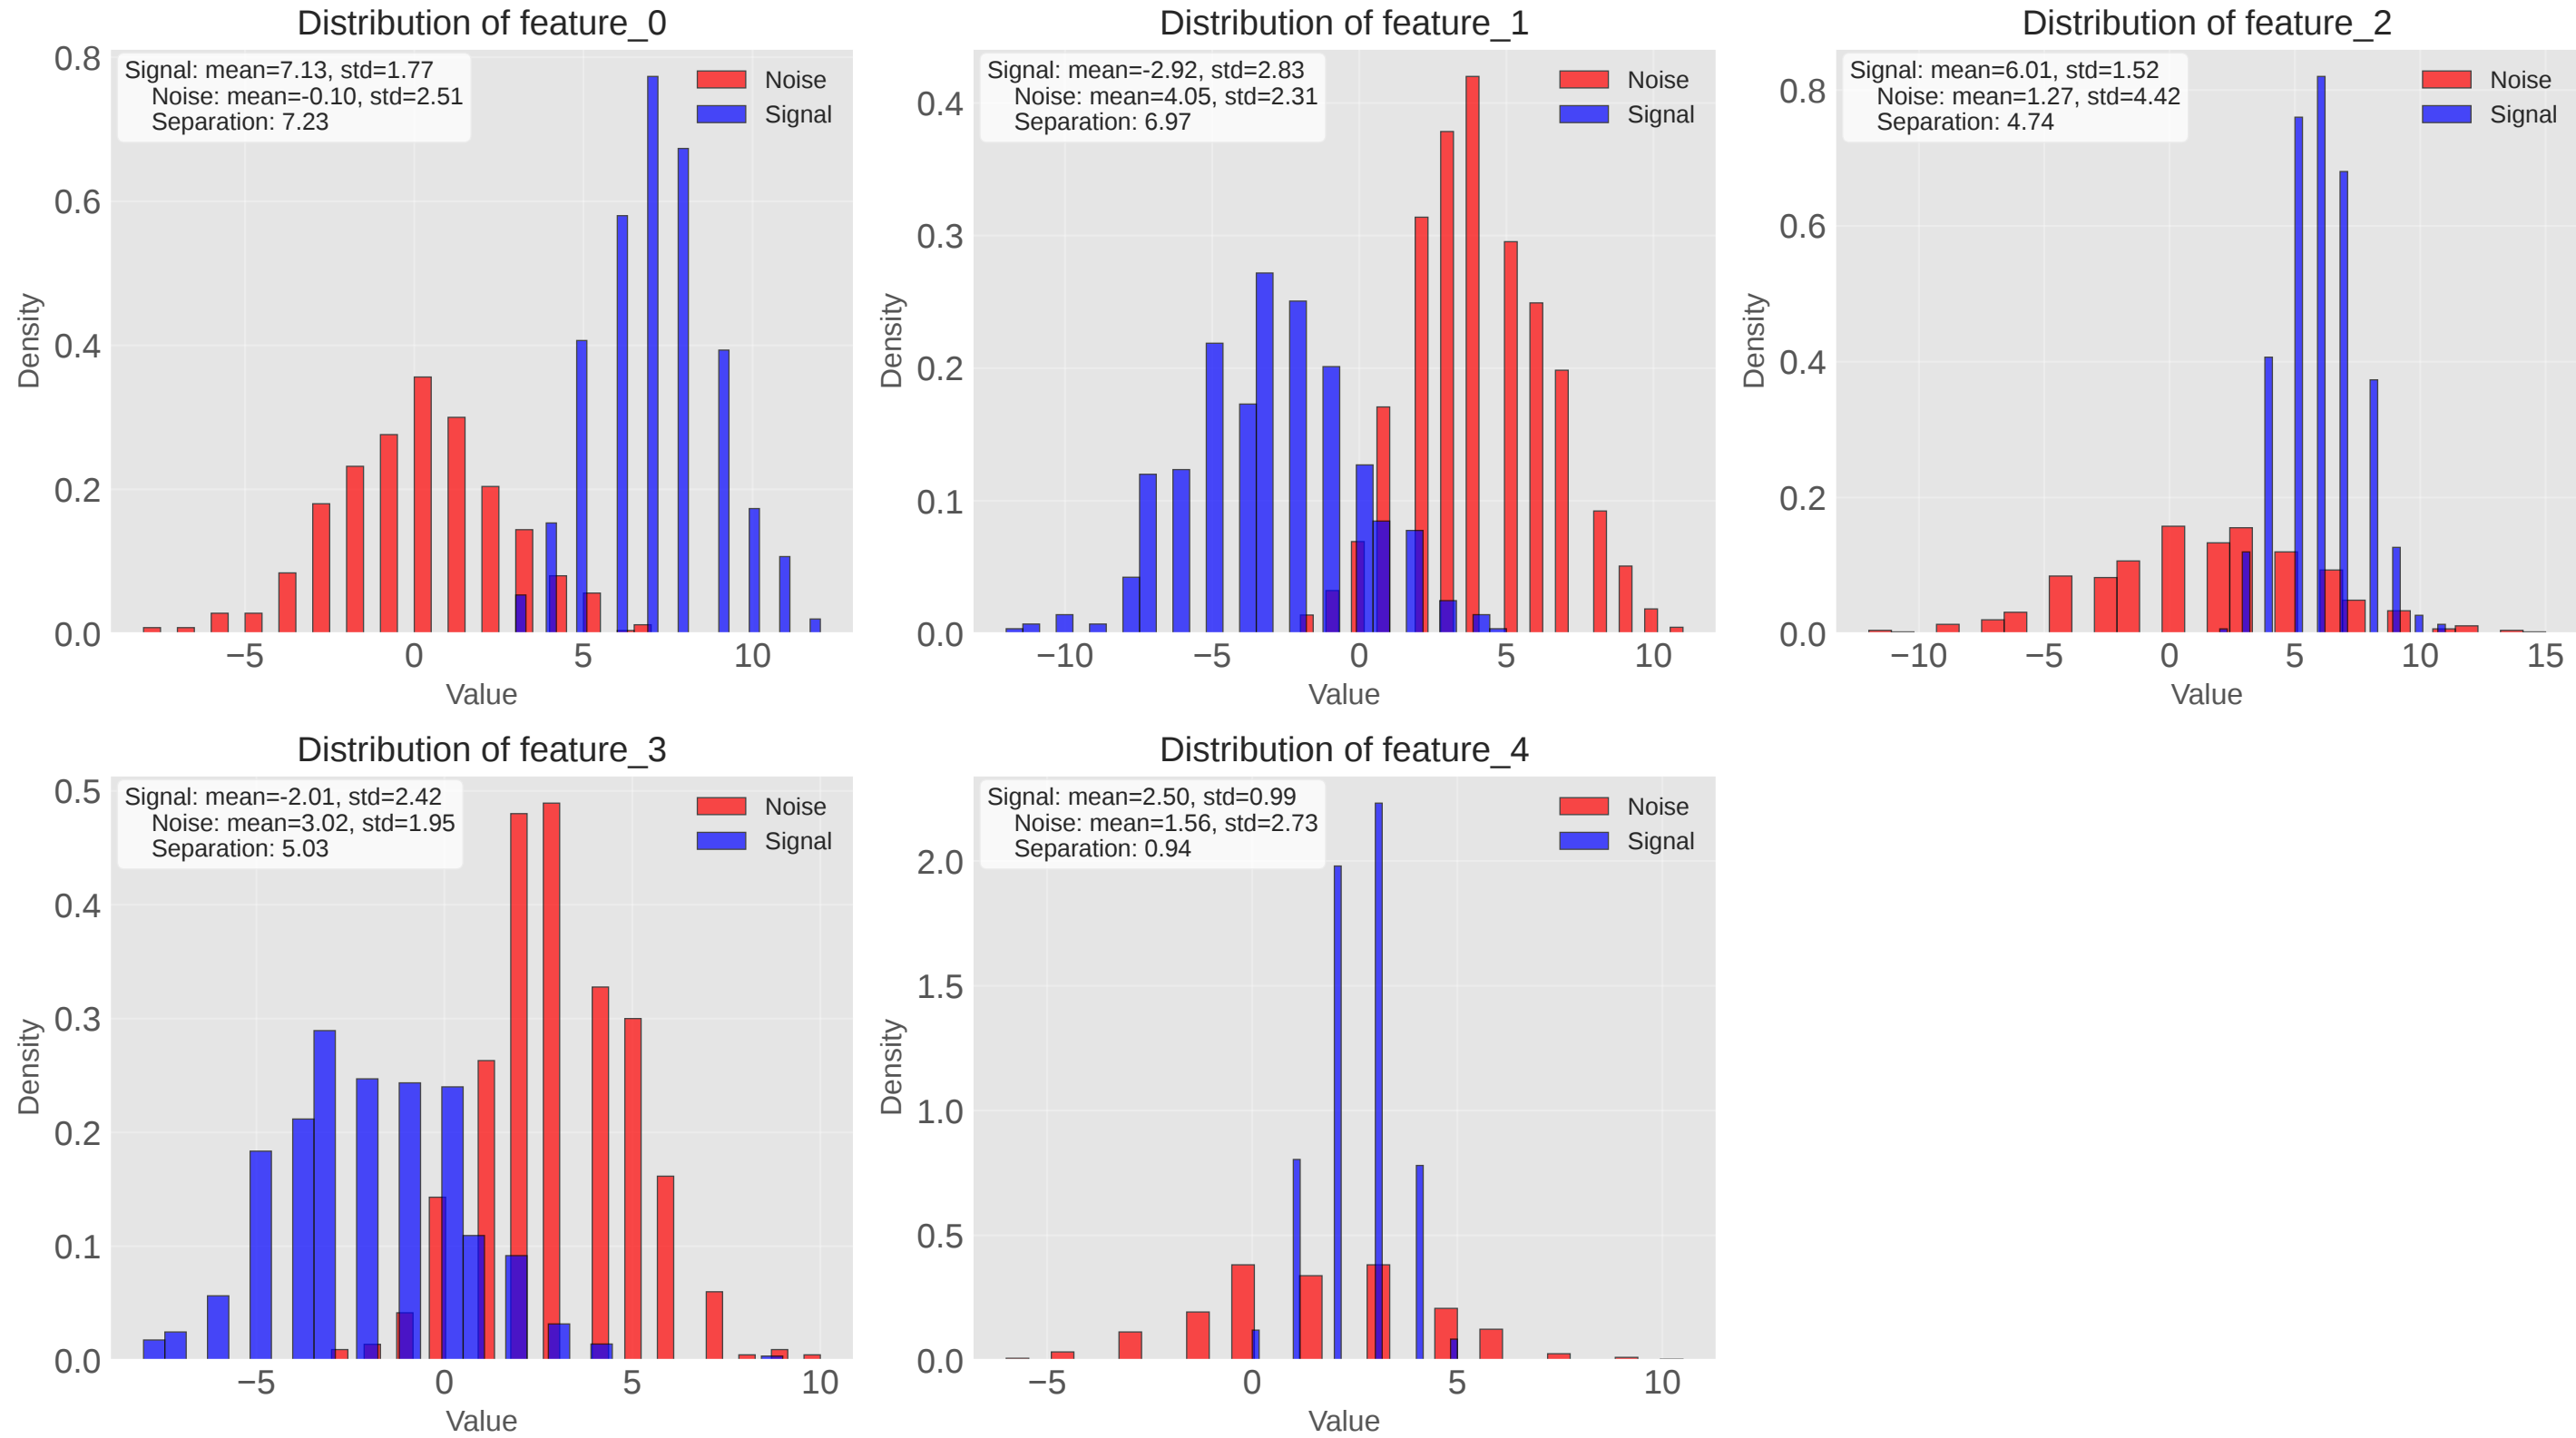 Distribution of feature_0
Signal: mean=7.13, std=1.77
Noise: mean=-0.10, std=2.51
Separation: 7.23
Noise
Signal
0.8
0.6
0.4
0.2
0.0
Density
−5
0
5
10
Value
Distribution of feature_1
Signal: mean=-2.92, std=2.83
Noise: mean=4.05, std=2.31
Separation: 6.97
Noise
Signal
0.4
0.3
0.2
0.1
0.0
Density
−10
−5
0
5
10
Value
Distribution of feature_2
Signal: mean=6.01, std=1.52
Noise: mean=1.27, std=4.42
Separation: 4.74
Noise
Signal
0.8
0.6
0.4
0.2
0.0
Density
−10
−5
0
5
10
15
Value
Distribution of feature_3
Signal: mean=-2.01, std=2.42
Noise: mean=3.02, std=1.95
Separation: 5.03
Noise
Signal
0.5
0.4
0.3
0.2
0.1
0.0
Density
−5
0
5
10
Value
Distribution of feature_4
Signal: mean=2.50, std=0.99
Noise: mean=1.56, std=2.73
Separation: 0.94
Noise
Signal
2.0
1.5
1.0
0.5
0.0
Density
−5
0
5
10
Value